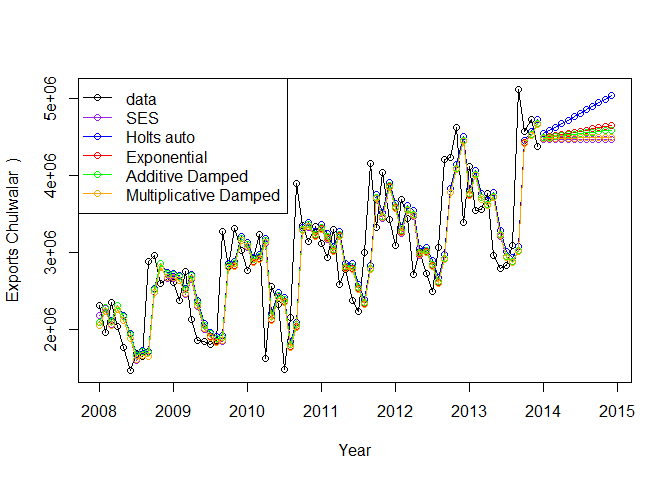 data
SES
Holts auto
Exponential
Additive Damped
Multiplicative Damped
5e+06
4e+06
3e+06
2e+06
Exports Chulwalar )
2008 2009 2010 2011 2012 2013 2014 2015
Year